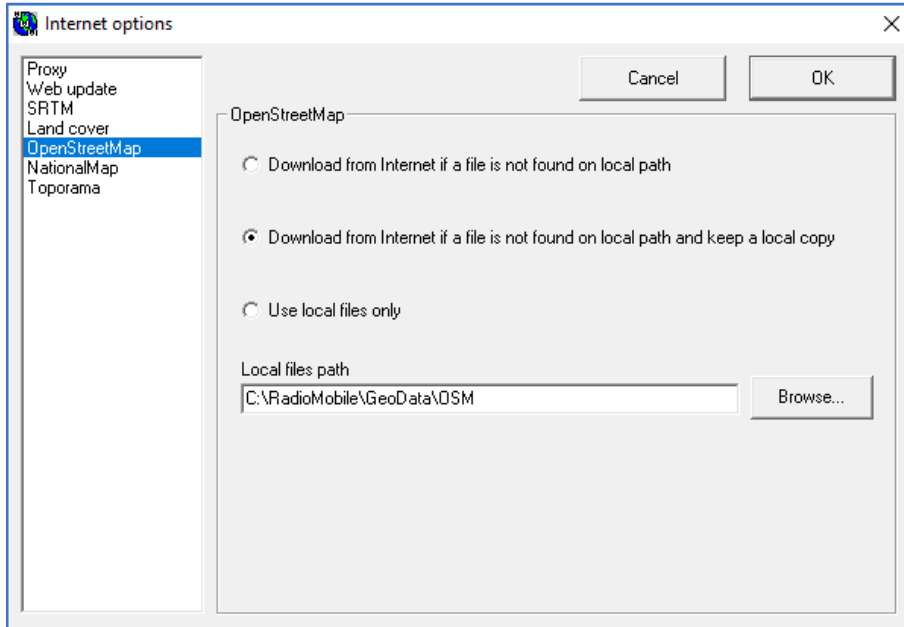 Internet options
Proxy
Web update
SRTM
Land cover
OpenStreetMap
NationalMap
Toporama
Cancel
OK
OpenStreetMap
Download from Internet if a file is not found on local path
Download from Internet if a file is not found on local path and keep a local copy
Use local files only
Local files path
C:\RadioMobile\GeoData\OSM
Browse...